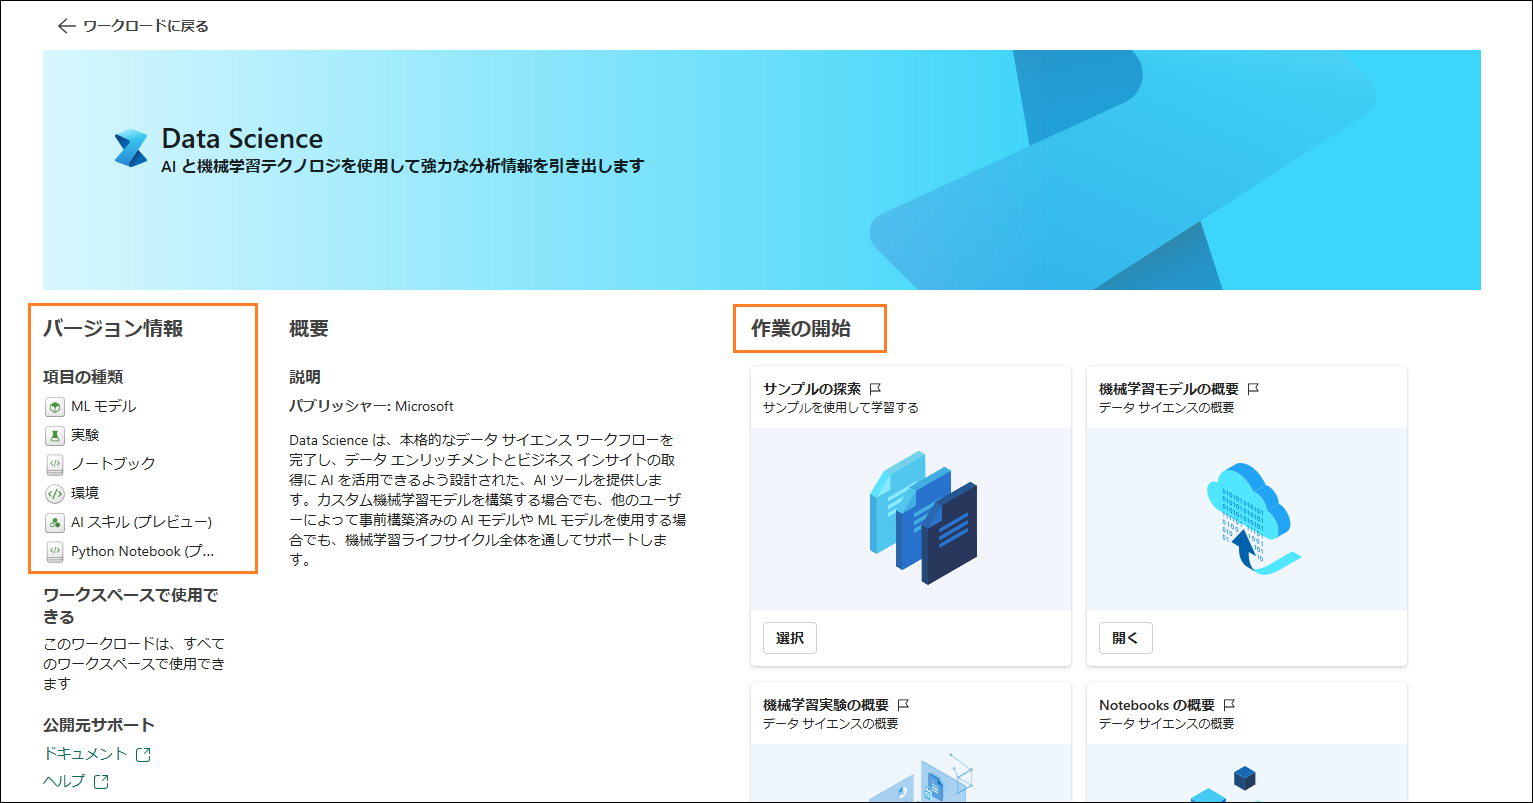 ワークロードに戻る
Data Science
AI と機械学習テクノロジを使用して強力な分析情報を引き出します
バージョン情報
項目の種類
ML モデル
実験
ノートブック
環境
AI スキル (プレビュー)
Python Notebook (プ...
ワークスペースで使用で
きる
このワークロードは、すべて
のワークスペースで使用でき
ます
公開元サポート
ドキュメント
ヘルプ
概要
説明
パブリッシャー: Microsoft
Data Science は、本格的なデータ サイエンス ワークフローを
完了し、データ エンリッチメントとビジネス インサイトの取
得に AI を活用できるよう設計された、AI ツールを提供しま
す。カスタム機械学習モデルを構築する場合でも、他のユーザ
ーによって事前構築済みの AI モデルや ML モデルを使用する場
合でも、機械学習ライフサイクル全体を通してサポートしま
す。
作業の開始
サンプルの探索
サンプルを使用して学習する
選択
機械学習モデルの概要
データ サイエンスの概要
開く
機械学習実験の概要
データ サイエンスの概要
Notebooks の概要
データ サイエンスの概要